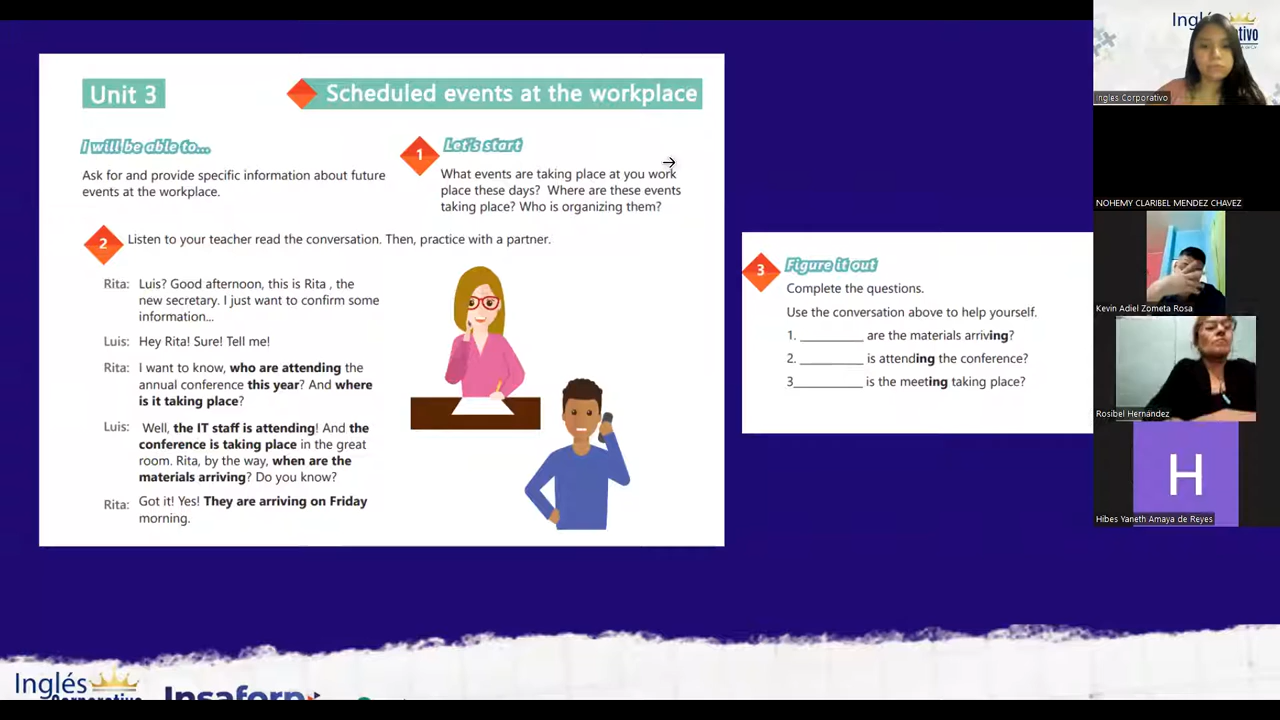 Unit 3
Scheduled events at the workplace
I will be able to...
Ask for and provide specific information about future
events at the workplace.
1
Let's start
What events are taking place at you work
place these days? Where are these events
taking place? Who is organizing them?
2
Listen to your teacher read the conversation. Then, practice with a partner.
Rita: Luis? Good afternoon, this is Rita , the
new secretary. I just want to confirm some
information...
Luis: Hey Rita! Sure! Tell me!
Rita: I want to know, who are attending the
annual conference this year? And where
is it taking place?
Luis: Well, the IT staff is attending! And the
conference is taking place in the great
room. Rita, by the way, when are the
materials arriving? Do you know?
Rita: Got it! Yes! They are arriving on Friday
morning.
3
Figure it out
Complete the questions.
Use the conversation above to help yourself.
1. __________ are the materials arriving?
2. __________ is attending the conference?
3___________ is the meeting taking place?
Ingles Corporativo
NOHEMY CLARIBEL MENDEZ CHAVEZ
Kevin Adiel Zometa Rosa
Rosibel Hernández
H
Hibes Yaneth Amaya de Reyes
Inglés
Corporativo
Insaforp